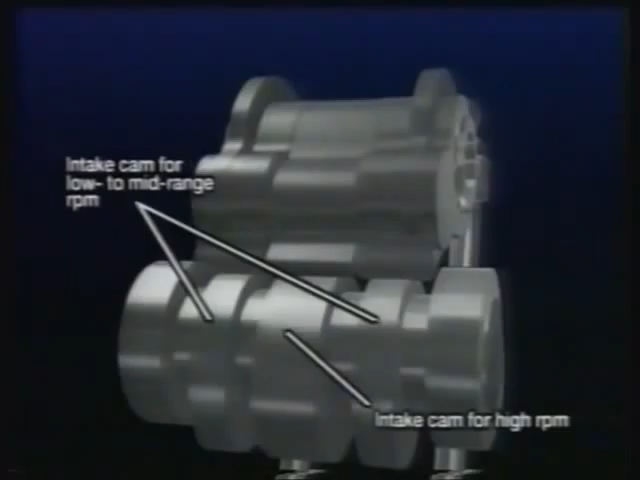 Intake cam for
low- to mid-range
rpm
Intake cam for high rpm